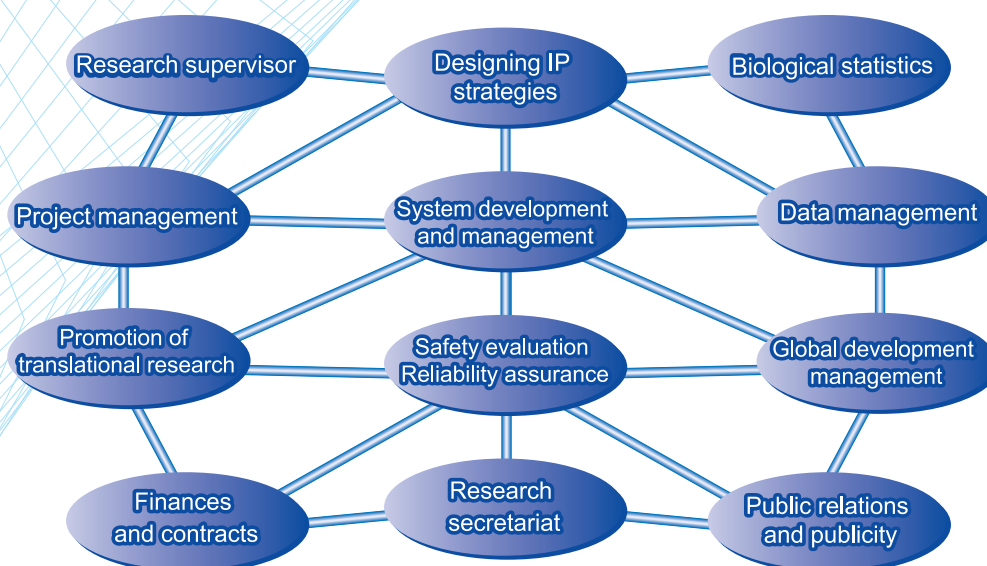 Research supervisor
Designing IP
strategies
Biological statistics
Project management
System development
and management
Data management
Promotion of
translational research
Safety evaluation
Reliability assurance
Global development
management
Finances
and contracts
Research
secretariat
Public relations
and publicity